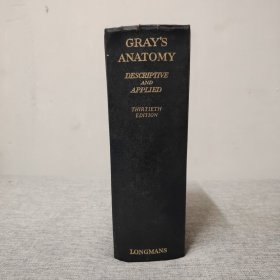 GRAY'S
ANATOMY
DESCRIPTIVE
AND
APPLIED
THIRTIETH
EDITION
LONGMANS